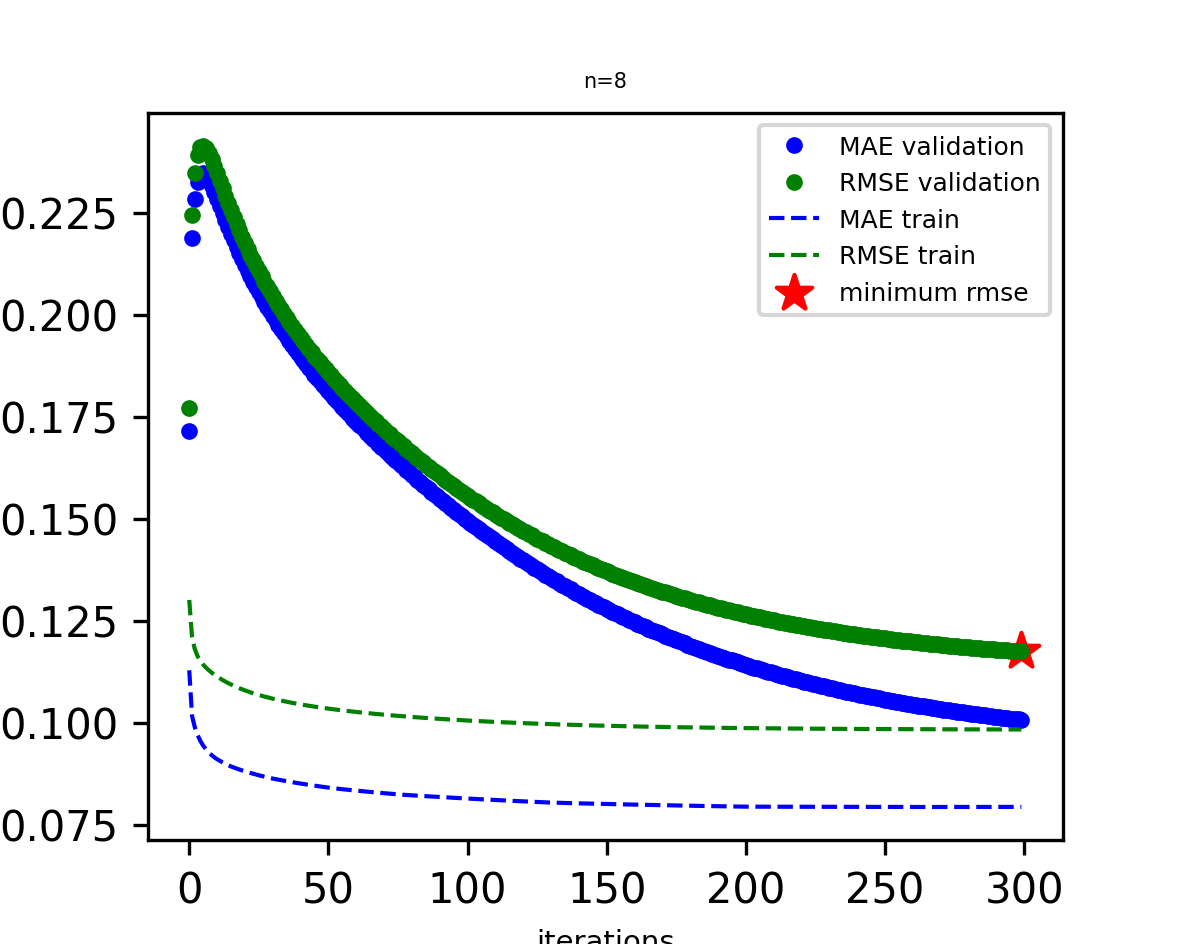 n=8
MAE validation
RMSE validation
MAE train
RMSE train
minimum rmse
0.225
0.200
0.175
0.150
0.125
0.100
0.075
0 50 100 150 200 250 300
iterations